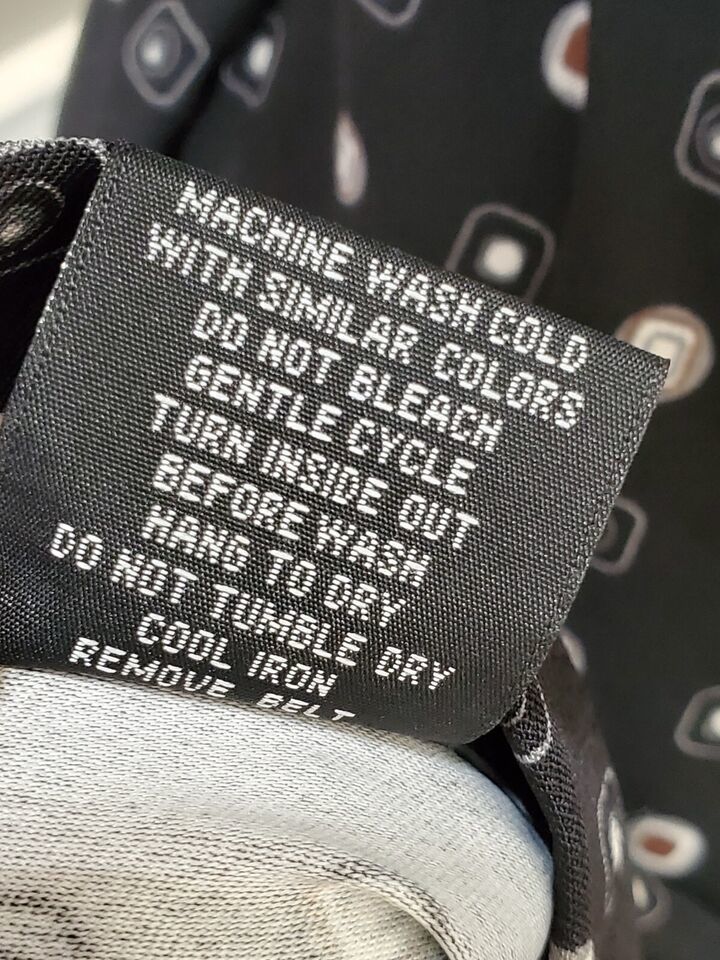 MACHINE WASH COLD
WITH SIMILAR COLORS
DO NOT BLEACH
GENTLE CYCLE
TURN INSIDE OUT
BEFORE WASH
HANG TO DRY
DO NOT TUMBLE DRY
COOL IRON
REMOVE BELT